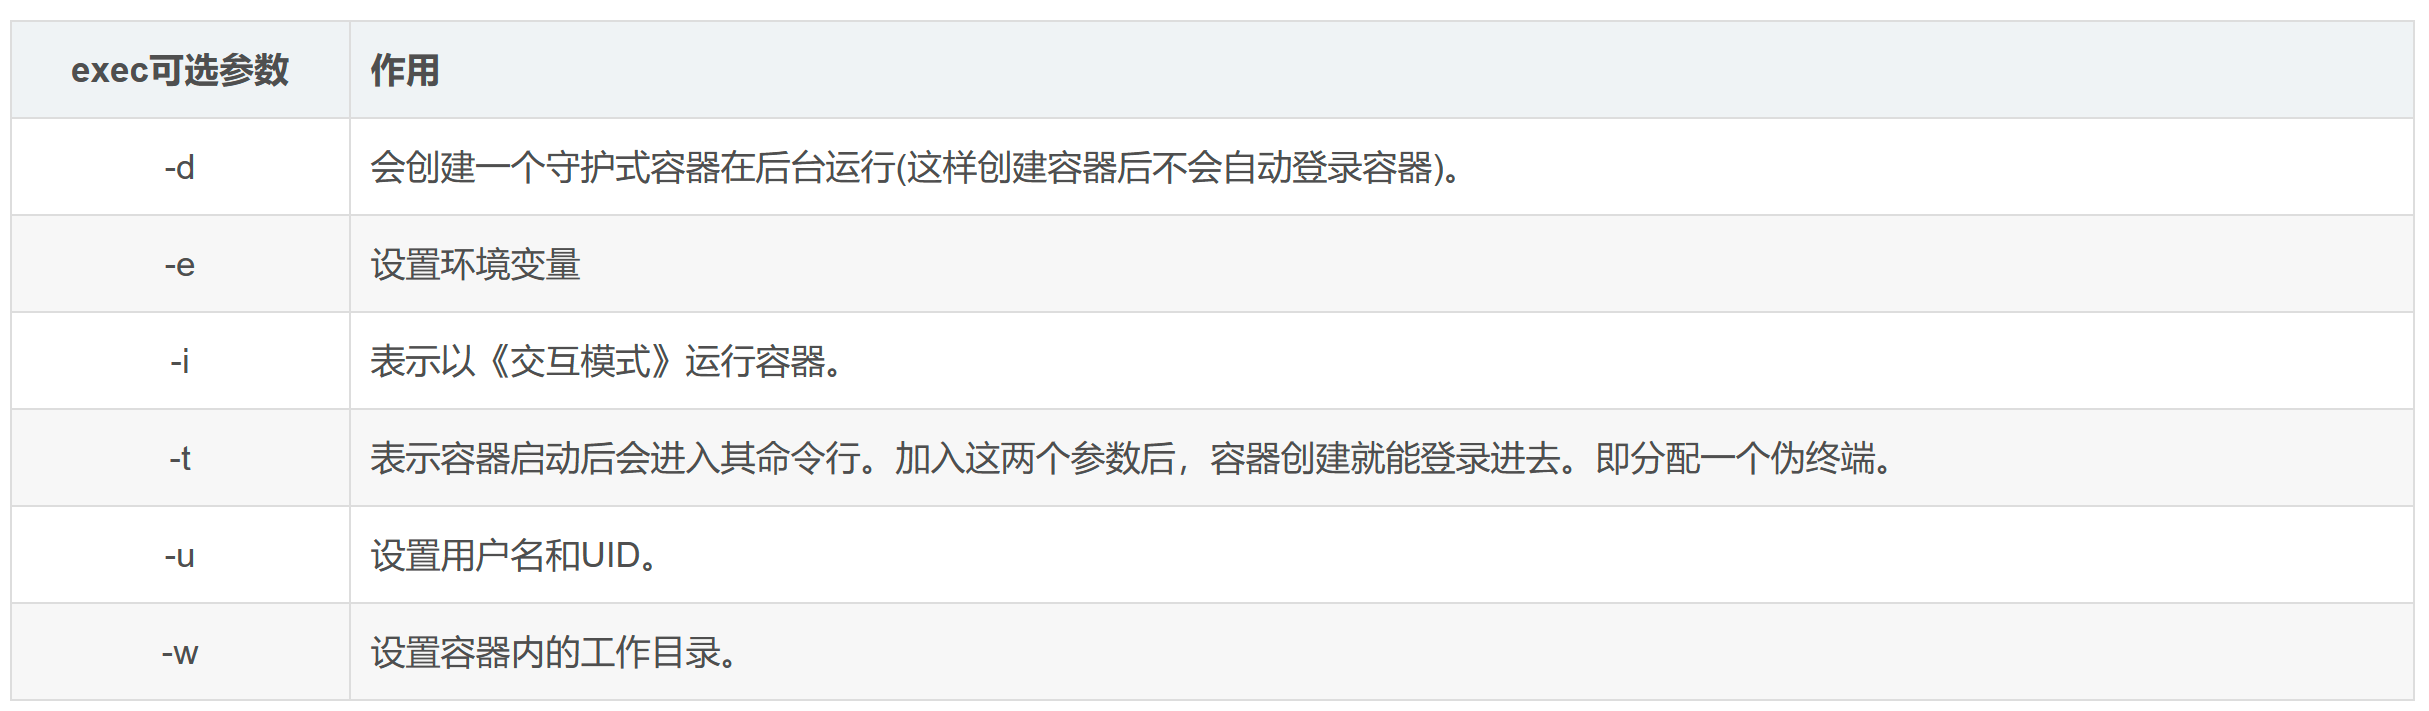 exec可选参数 作用
-d 会创建一个守护式容器在后台运行(这样创建容器后不会自动登录容器)。
-e 设置环境变量
-i 表示以《交互模式》运行容器。
-t 表示容器启动后会进入其命令行。加入这两个参数后，容器创建就能登录进去。即分配一个伪终端。
-u 设置用户名和UID。
-w 设置容器内的工作目录。